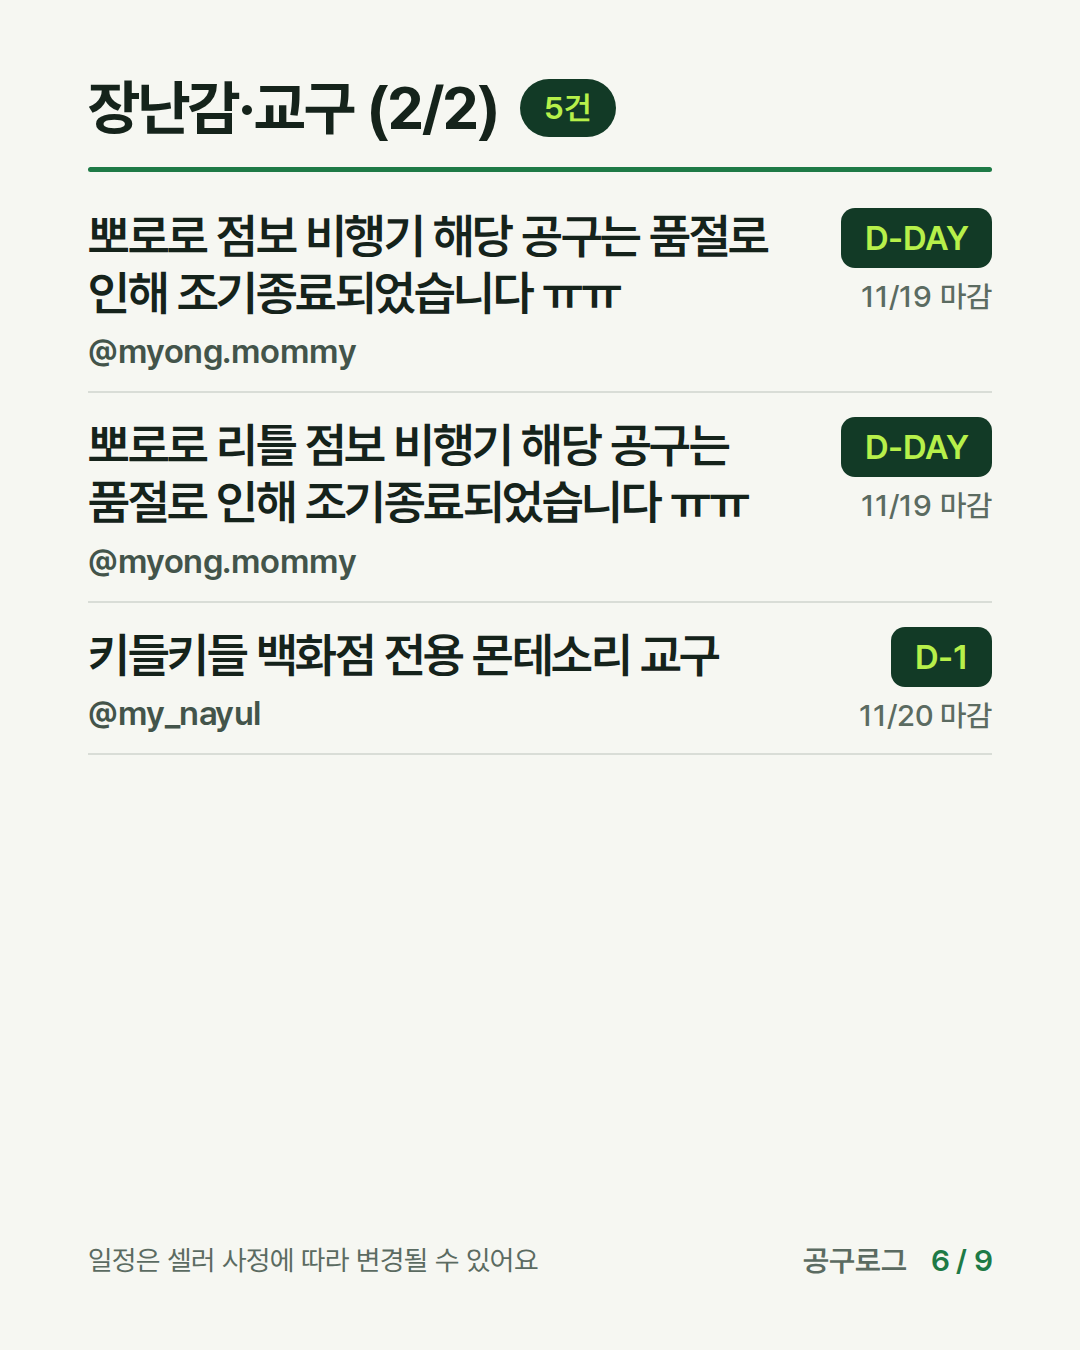 장난감·교구 (2/2) 5건
뽀로로 점보 비행기 해당 공구는 품절로
인해 조기종료되었습니다 ㅠㅠ
D-DAY
11/19 마감
@myong.mommy
뽀로로 리틀 점보 비행기 해당 공구는
품절로 인해 조기종료되었습니다 ㅠㅠ
D-DAY
11/19 마감
@myong.mommy
키들키들 백화점 전용 몬테소리 교구
D-1
@my_nayul
11/20 마감
일정은 셀러 사정에 따라 변경될 수 있어요
공구로그 6 / 9